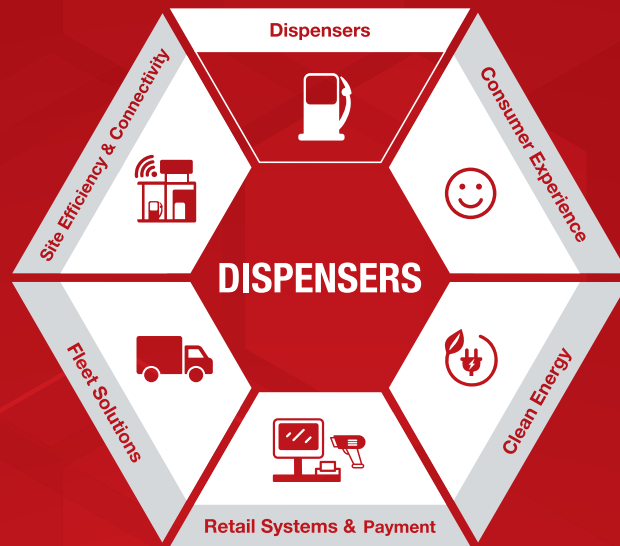 Dispensers
Site Efficiency & Connectivity
Consumer Experience
DISPENSERS
Fleet Solutions
Clean Energy
Retail Systems & Payment